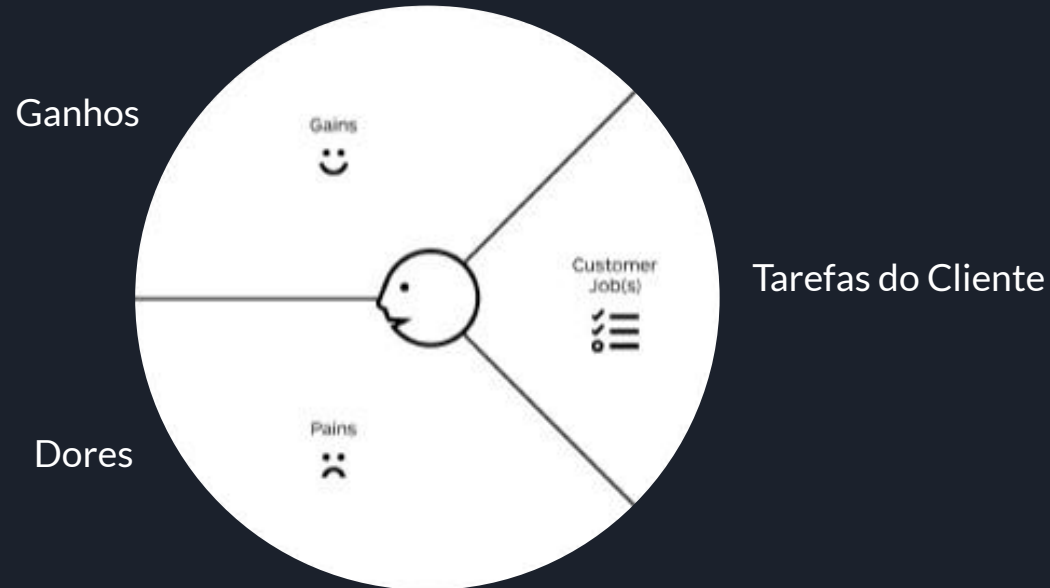 Ganhos
Gains
Customer
Job(s)
Tarefas do Cliente
Pains
Dores